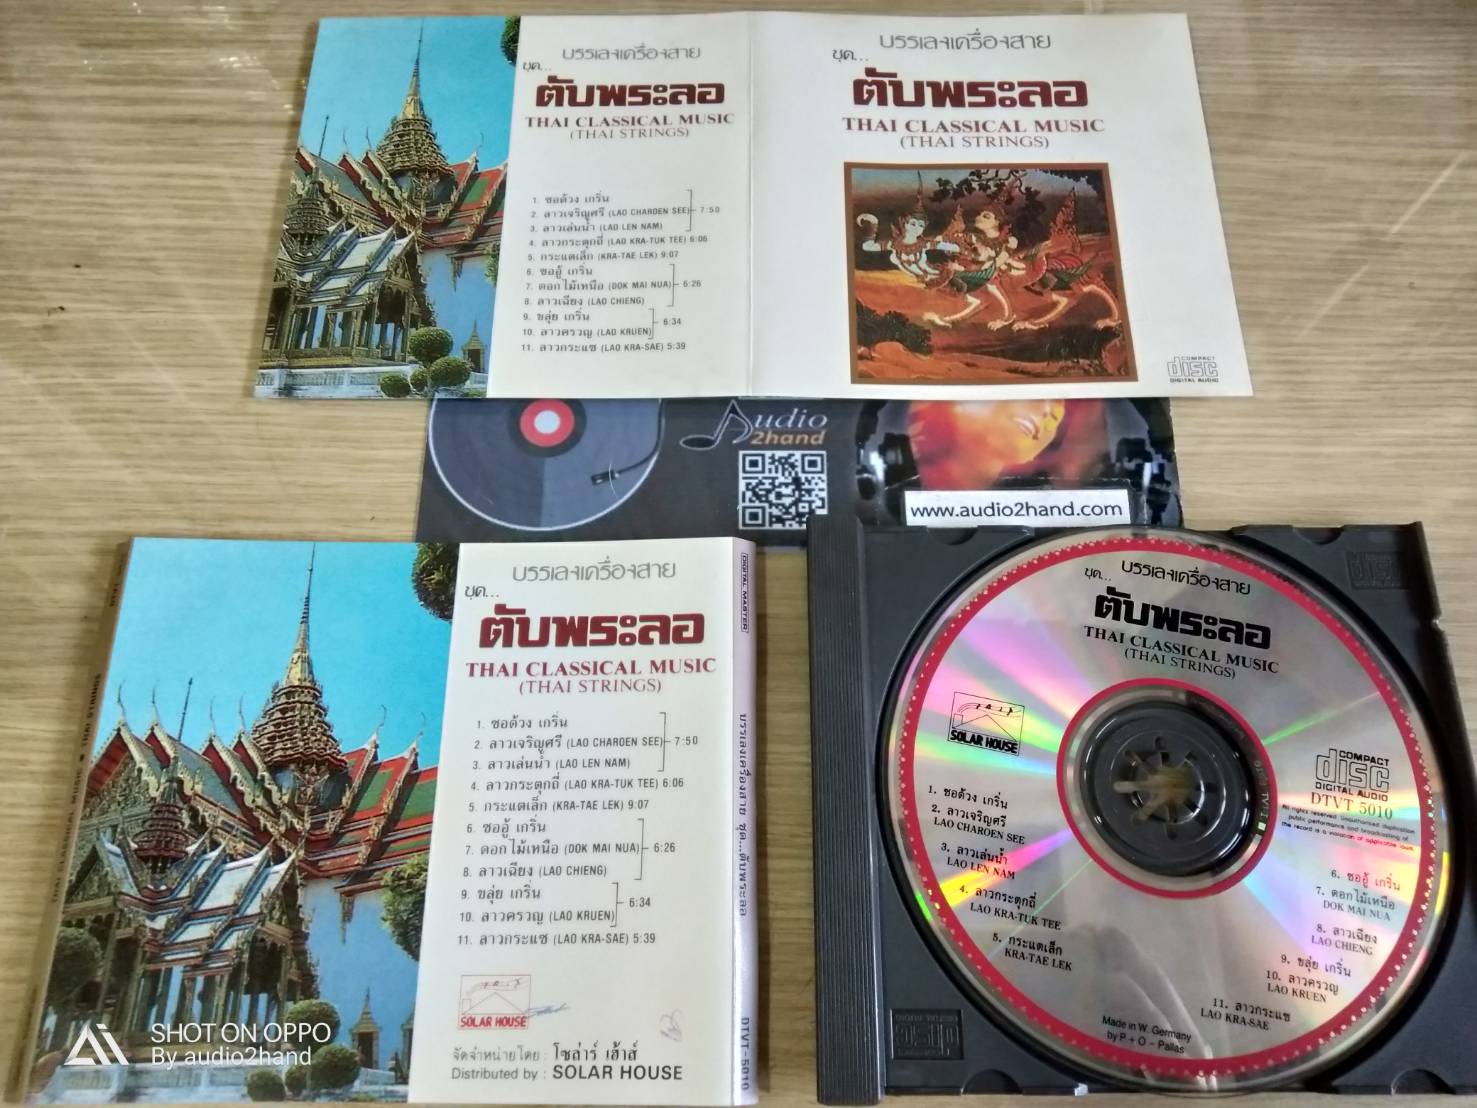 บรรเลงเครื่องสาย
ชุด...
ตับพระลอ
THAI CLASSICAL MUSIC
(THAI STRINGS)
1. ซอด้วง เกริ่น
2. ลาวเจริญศรี (LAO CHAROEN SEE) 7:50
3. ลาวเล่นน้ำ (LAO LEN NAM)
4. ลาวกระตุกกี่ (LAO KRA-TUK TEE) 6:06
5. กระแตเล็ก (KRA-TAE LEK) 9:07
6. ซออู้ เกริ่น
7. ดอกไม้เหนือ (DOK MAI NUA) 6:26
8. ลาวเฉียง (LAO CHIENG)
9. ขลุ่ย เกริ่น
6:34
10. ลาวครวญ (LAO KRUEN)
11. ลาวกระแซ (LAO KRA-SAE) 5:39
บรรเลงเครื่องสาย
ชุด...
ตับพระลอ
THAI CLASSICAL MUSIC
(THAI STRINGS)
COMPACT
disc
DIGITAL AUDIO
Audio
2hand
www.audio2hand.com
บรรเลงเครื่องสาย
ชุด...
ตับพระลอ
THAI CLASSICAL MUSIC
(THAI STRINGS)
1. ซอด้วง เกริ่น
2. ลาวเจริญศรี (LAO CHAROEN SEE) 7:50
3. ลาวเล่นน้ำ (LAO LEN NAM)
4. ลาวกระตุกกี่ (LAO KRA-TUK TEE) 6:06
5. กระแตเล็ก (KRA-TAE LEK) 9:07
6. ซออู้ เกริ่น
7. ดอกไม้เหนือ (DOK MAI NUA) 6:26
8. ลาวเฉียง (LAO CHIENG)
9. ขลุ่ย เกริ่น
6:34
10. ลาวครวญ (LAO KRUEN)
11. ลาวกระแซ (LAO KRA-SAE) 5:39
SOLAR HOUSE
จัดจำหน่ายโดย : โซล่าร์ เฮ้าส์
Distributed by : SOLAR HOUSE
DIGITAL MASTER
บรรเลงเครื่องสาย ชุด...ตับพระลอ
DTVT-5010
บรรเลงเครื่องสาย
ชุด...
ตับพระลอ
THAI CLASSICAL MUSIC
(THAI STRINGS)
SOLAR HOUSE
COMPACT
disc
DIGITAL AUDIO
DTVT 5010
All rights reserved Unauthorised duplication
public performance and broadcasting of
the record is a violation of applicable laws
1. ซอด้วง เกริ่น
2. ลาวเจริญศรี
LAO CHAROEN SEE
3. ลาวเล่นน้ำ
LAO LEN NAM
4. ลาวกระตุกกี่
LAO KRA-TUK TEE
5. กระแตเล็ก
KRA-TAE LEK
6. ซออู้ เกริ่น
7. ดอกไม้เหนือ
DOK MAI NUA
8. ลาวเฉียง
LAO CHIENG
9. ขลุ่ย เกริ่น
10. ลาวครวญ
LAO KRUEN
11. ลาวกระแซ
LAO KRA-SAE
Made in W. Germany
by P + O - Pallas
SHOT ON OPPO
By audio2hand